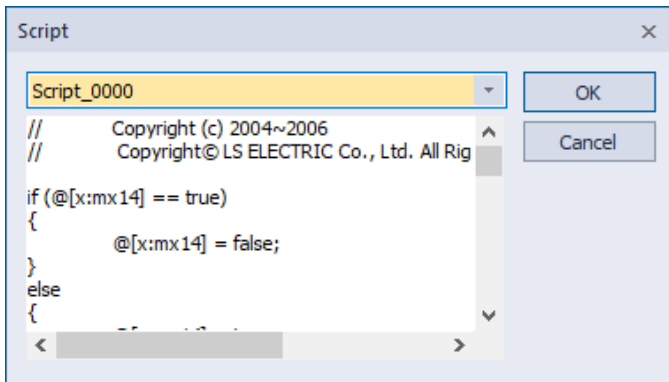 Script
Script_0000
OK
Cancel
// Copyright (c) 2004~2006
// Copyright© LS ELECTRIC Co., Ltd. All Rig
if (@[x:mx14] == true)
{
@[x:mx14] = false;
}
else
{